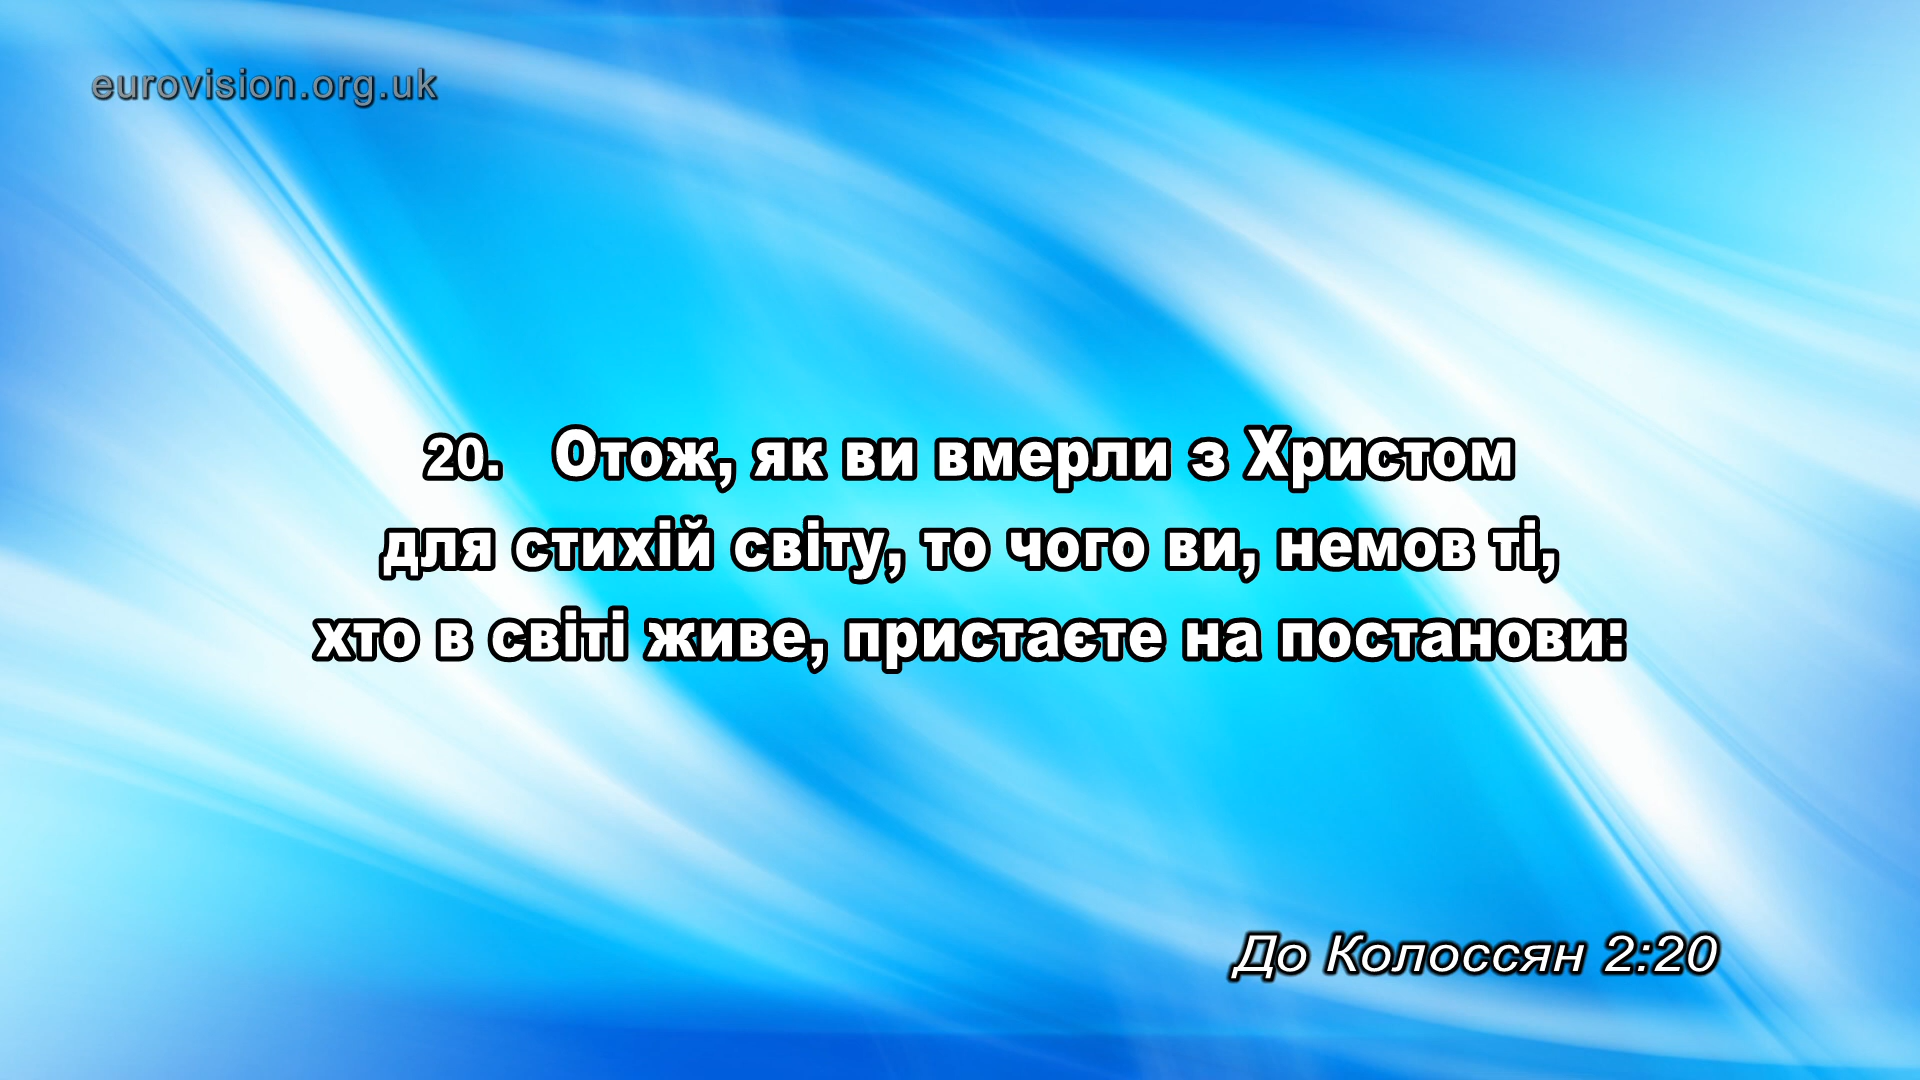 eurovision.org.uk
20. Отож, як ви вмерли з Христом
для стихій світу, то чого ви, немов ті,
хто в світі живе, пристаєте на постанови:
До Колоссян 2:20